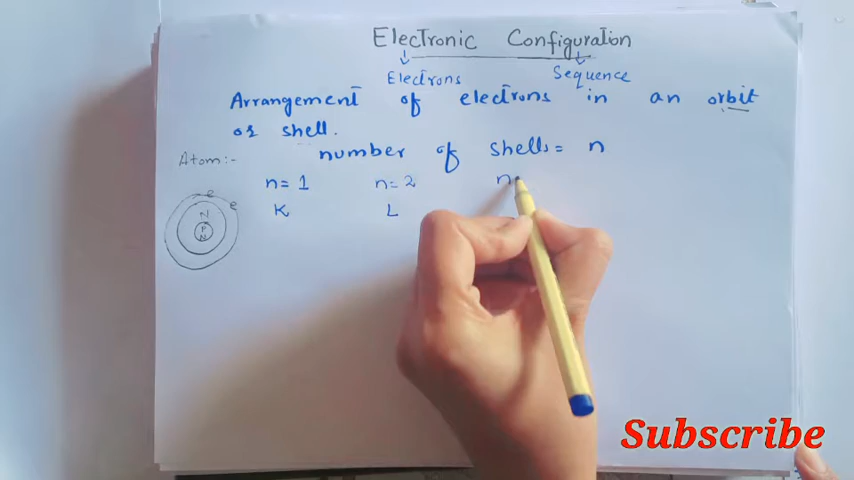 Electronic Configuration
Electrons Sequence
Arrangement of electrons in an orbit
or shell.
number of shells = n
Atom:-
n = 1 n = 2 n
K L
e
e
N
P
N
Subscribe